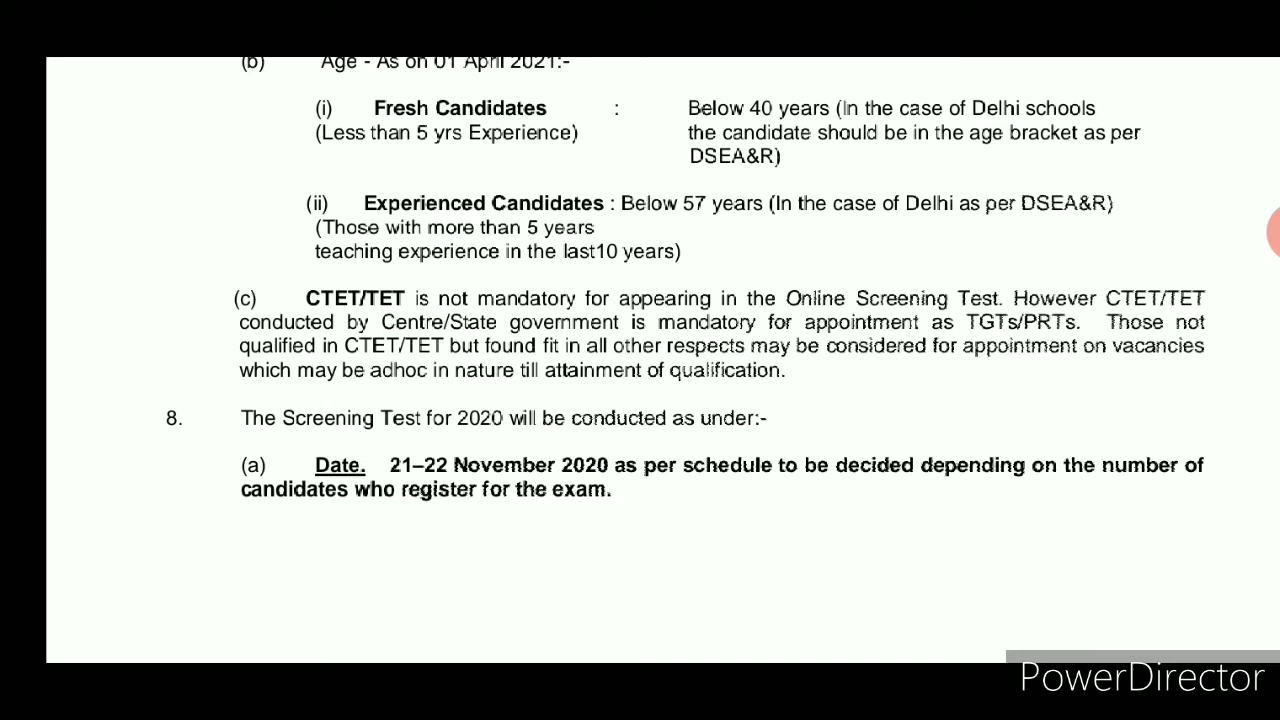 (b) Age - As on 01 April 2021:-
(i) Fresh Candidates : Below 40 years (In the case of Delhi schools
(Less than 5 yrs Experience) the candidate should be in the age bracket as per
DSEA&R)
(ii) Experienced Candidates : Below 57 years (In the case of Delhi as per DSEA&R)
(Those with more than 5 years
teaching experience in the last10 years)
(c) CTET/TET is not mandatory for appearing in the Online Screening Test. However CTET/TET
conducted by Centre/State government is mandatory for appointment as TGTs/PRTs. Those not
qualified in CTET/TET but found fit in all other respects may be considered for appointment on vacancies
which may be adhoc in nature till attainment of qualification.
8. The Screening Test for 2020 will be conducted as under:-
(a) Date. 21–22 November 2020 as per schedule to be decided depending on the number of
candidates who register for the exam.
PowerDirector